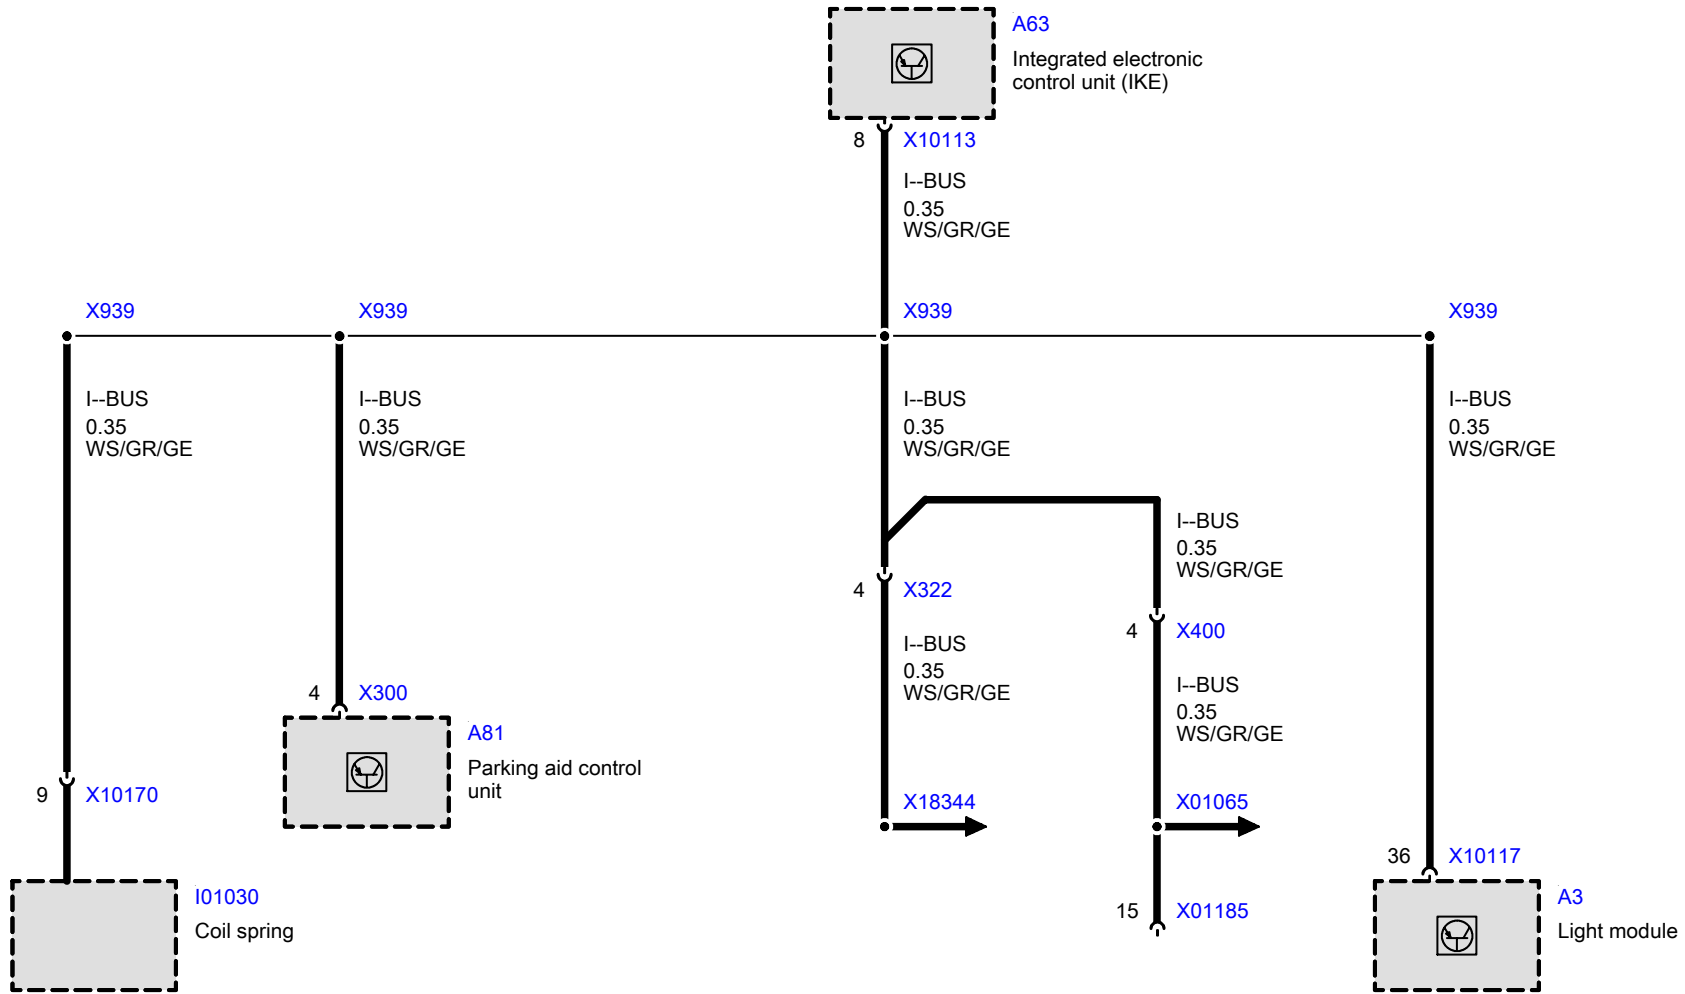 A63
Integrated electronic
control unit (IKE)
8 X10113
I--BUS
0.35
WS/GR/GE
X939 X939 X939 X939
I--BUS I--BUS I--BUS I--BUS
0.35 0.35 0.35 0.35
WS/GR/GE WS/GR/GE WS/GR/GE WS/GR/GE
I--BUS
0.35
WS/GR/GE
4 X322
4 X400
I--BUS
0.35
WS/GR/GE
I--BUS
0.35
WS/GR/GE
4 X300
A81
Parking aid control
unit
9 X10170
X18344 X01065
36 X10117
I01030
Coil spring
15 X01185
A3
Light module